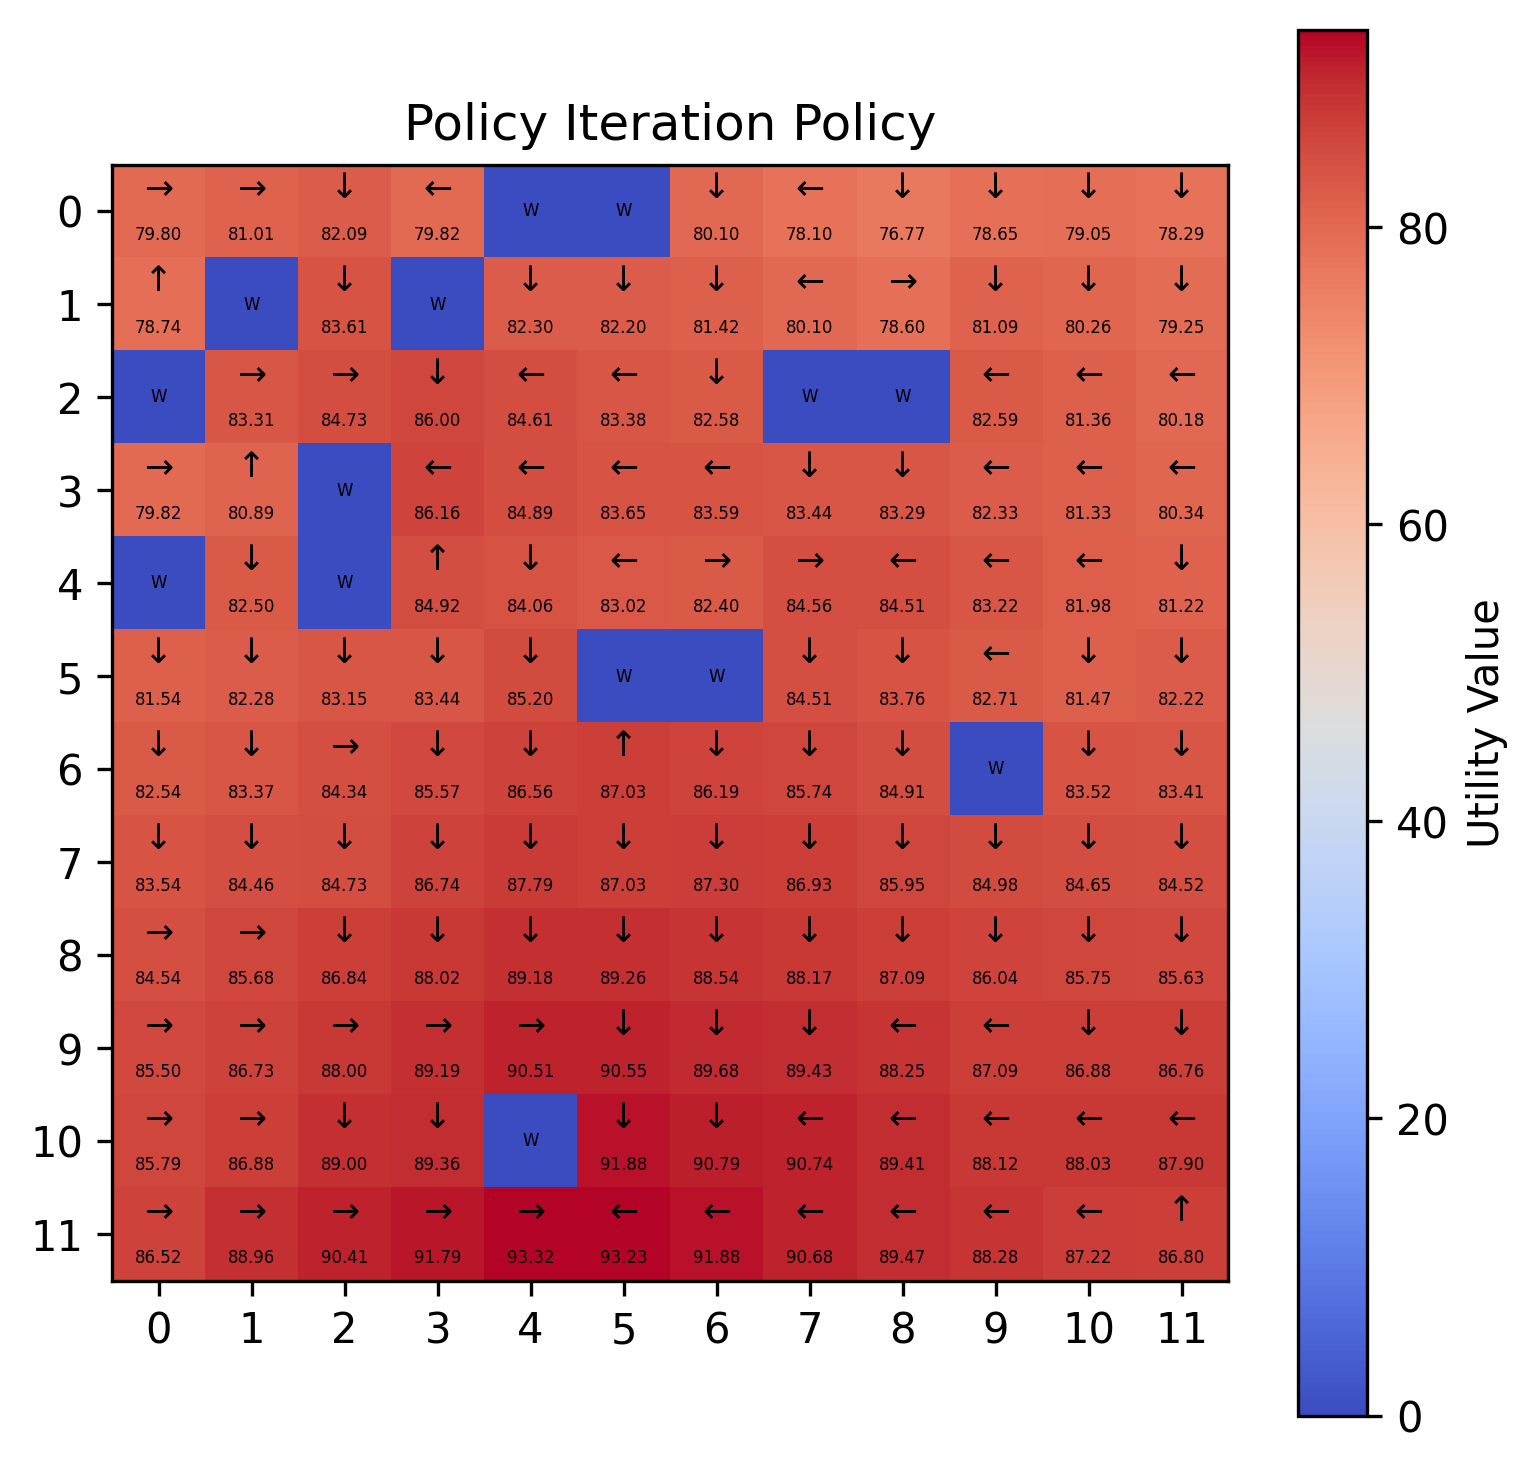 Policy Iteration Policy
0 → → ↓ ← W W ↓ ← ↓ ↓ ↓ ↓
79.80 81.01 82.09 79.82 80.10 78.10 76.77 78.65 79.05 78.29
1 ↑ W ↓ W ↓ ↓ ↓ ← → ↓ ↓ ↓
78.74 83.61 82.30 82.20 81.42 80.10 78.60 81.09 80.26 79.25
2 W → → ↓ ← ← ↓ W W ← ← ←
83.31 84.73 86.00 84.61 83.38 82.58 82.59 81.36 80.18
3 → ↑ W ← ← ← ← ↓ ↓ ← ← ←
79.82 80.89 86.16 84.89 83.65 83.59 83.44 83.29 82.33 81.33 80.34
4 W ↓ W ↑ ↓ ← → → ← ← ← ↓
82.50 84.92 84.06 83.02 82.40 84.56 84.51 83.22 81.98 81.22
5 ↓ ↓ ↓ ↓ ↓ W W ↓ ↓ ← ↓ ↓
81.54 82.28 83.15 83.44 85.20 84.51 83.76 82.71 81.47 82.22
6 ↓ ↓ → ↓ ↓ ↑ ↓ ↓ ↓ W ↓ ↓
82.54 83.37 84.34 85.57 86.56 87.03 86.19 85.74 84.91 83.52 83.41
7 ↓ ↓ ↓ ↓ ↓ ↓ ↓ ↓ ↓ ↓ ↓ ↓
83.54 84.46 84.73 86.74 87.79 87.03 87.30 86.93 85.95 84.98 84.65 84.52
8 → → ↓ ↓ ↓ ↓ ↓ ↓ ↓ ↓ ↓ ↓
84.54 85.68 86.84 88.02 89.18 89.26 88.54 88.17 87.09 86.04 85.75 85.63
9 → → → → → ↓ ↓ ↓ ← ← ↓ ↓
85.50 86.73 88.00 89.19 90.51 90.55 89.68 89.43 88.25 87.09 86.88 86.76
10 → → ↓ ↓ W ↓ ↓ ← ← ← ← ←
85.79 86.88 89.00 89.36 91.88 90.79 90.74 89.41 88.12 88.03 87.90
11 → → → → → ← ← ← ← ← ← ↑
86.52 88.96 90.41 91.79 93.32 93.23 91.88 90.68 89.47 88.28 87.22 86.80
0 1 2 3 4 5 6 7 8 9 10 11
80
60
40
20
0
Utility Value